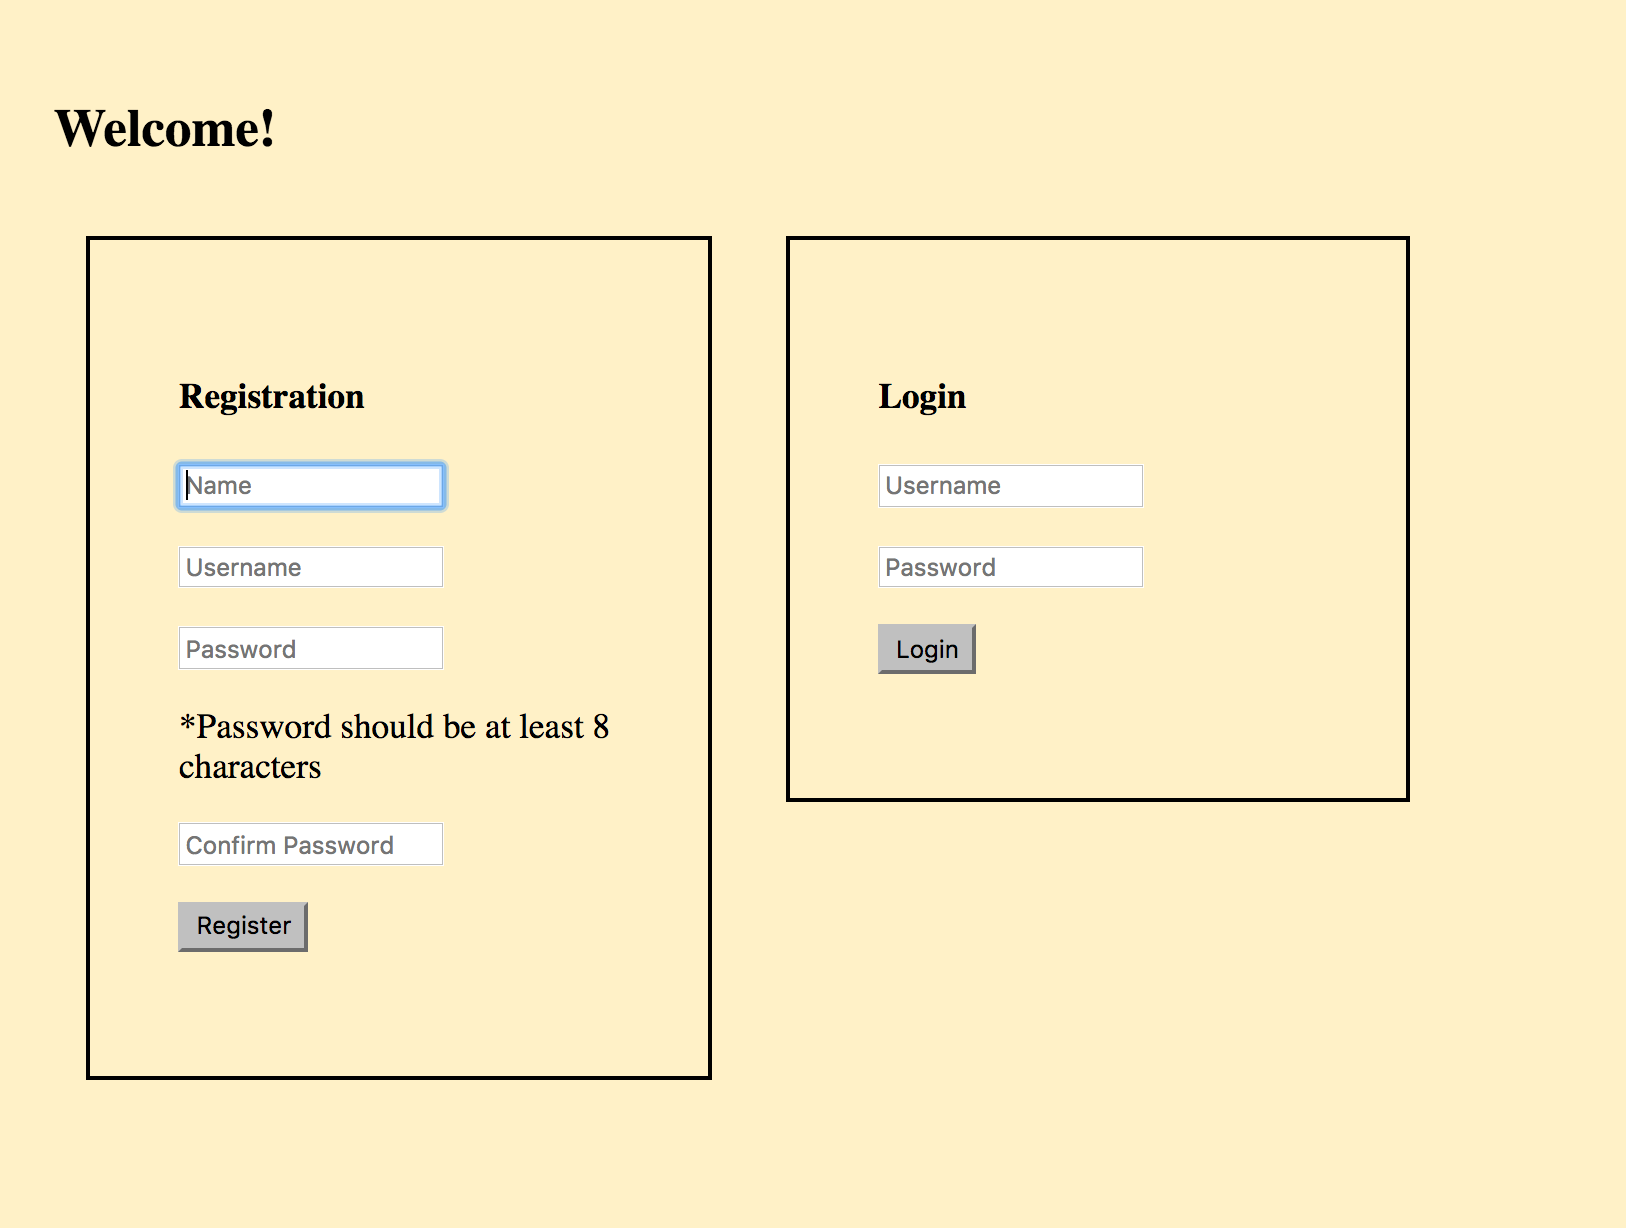 Welcome!
Registration
Name
Username
Password
*Password should be at least 8
characters
Confirm Password
Register
Login
Username
Password
Login